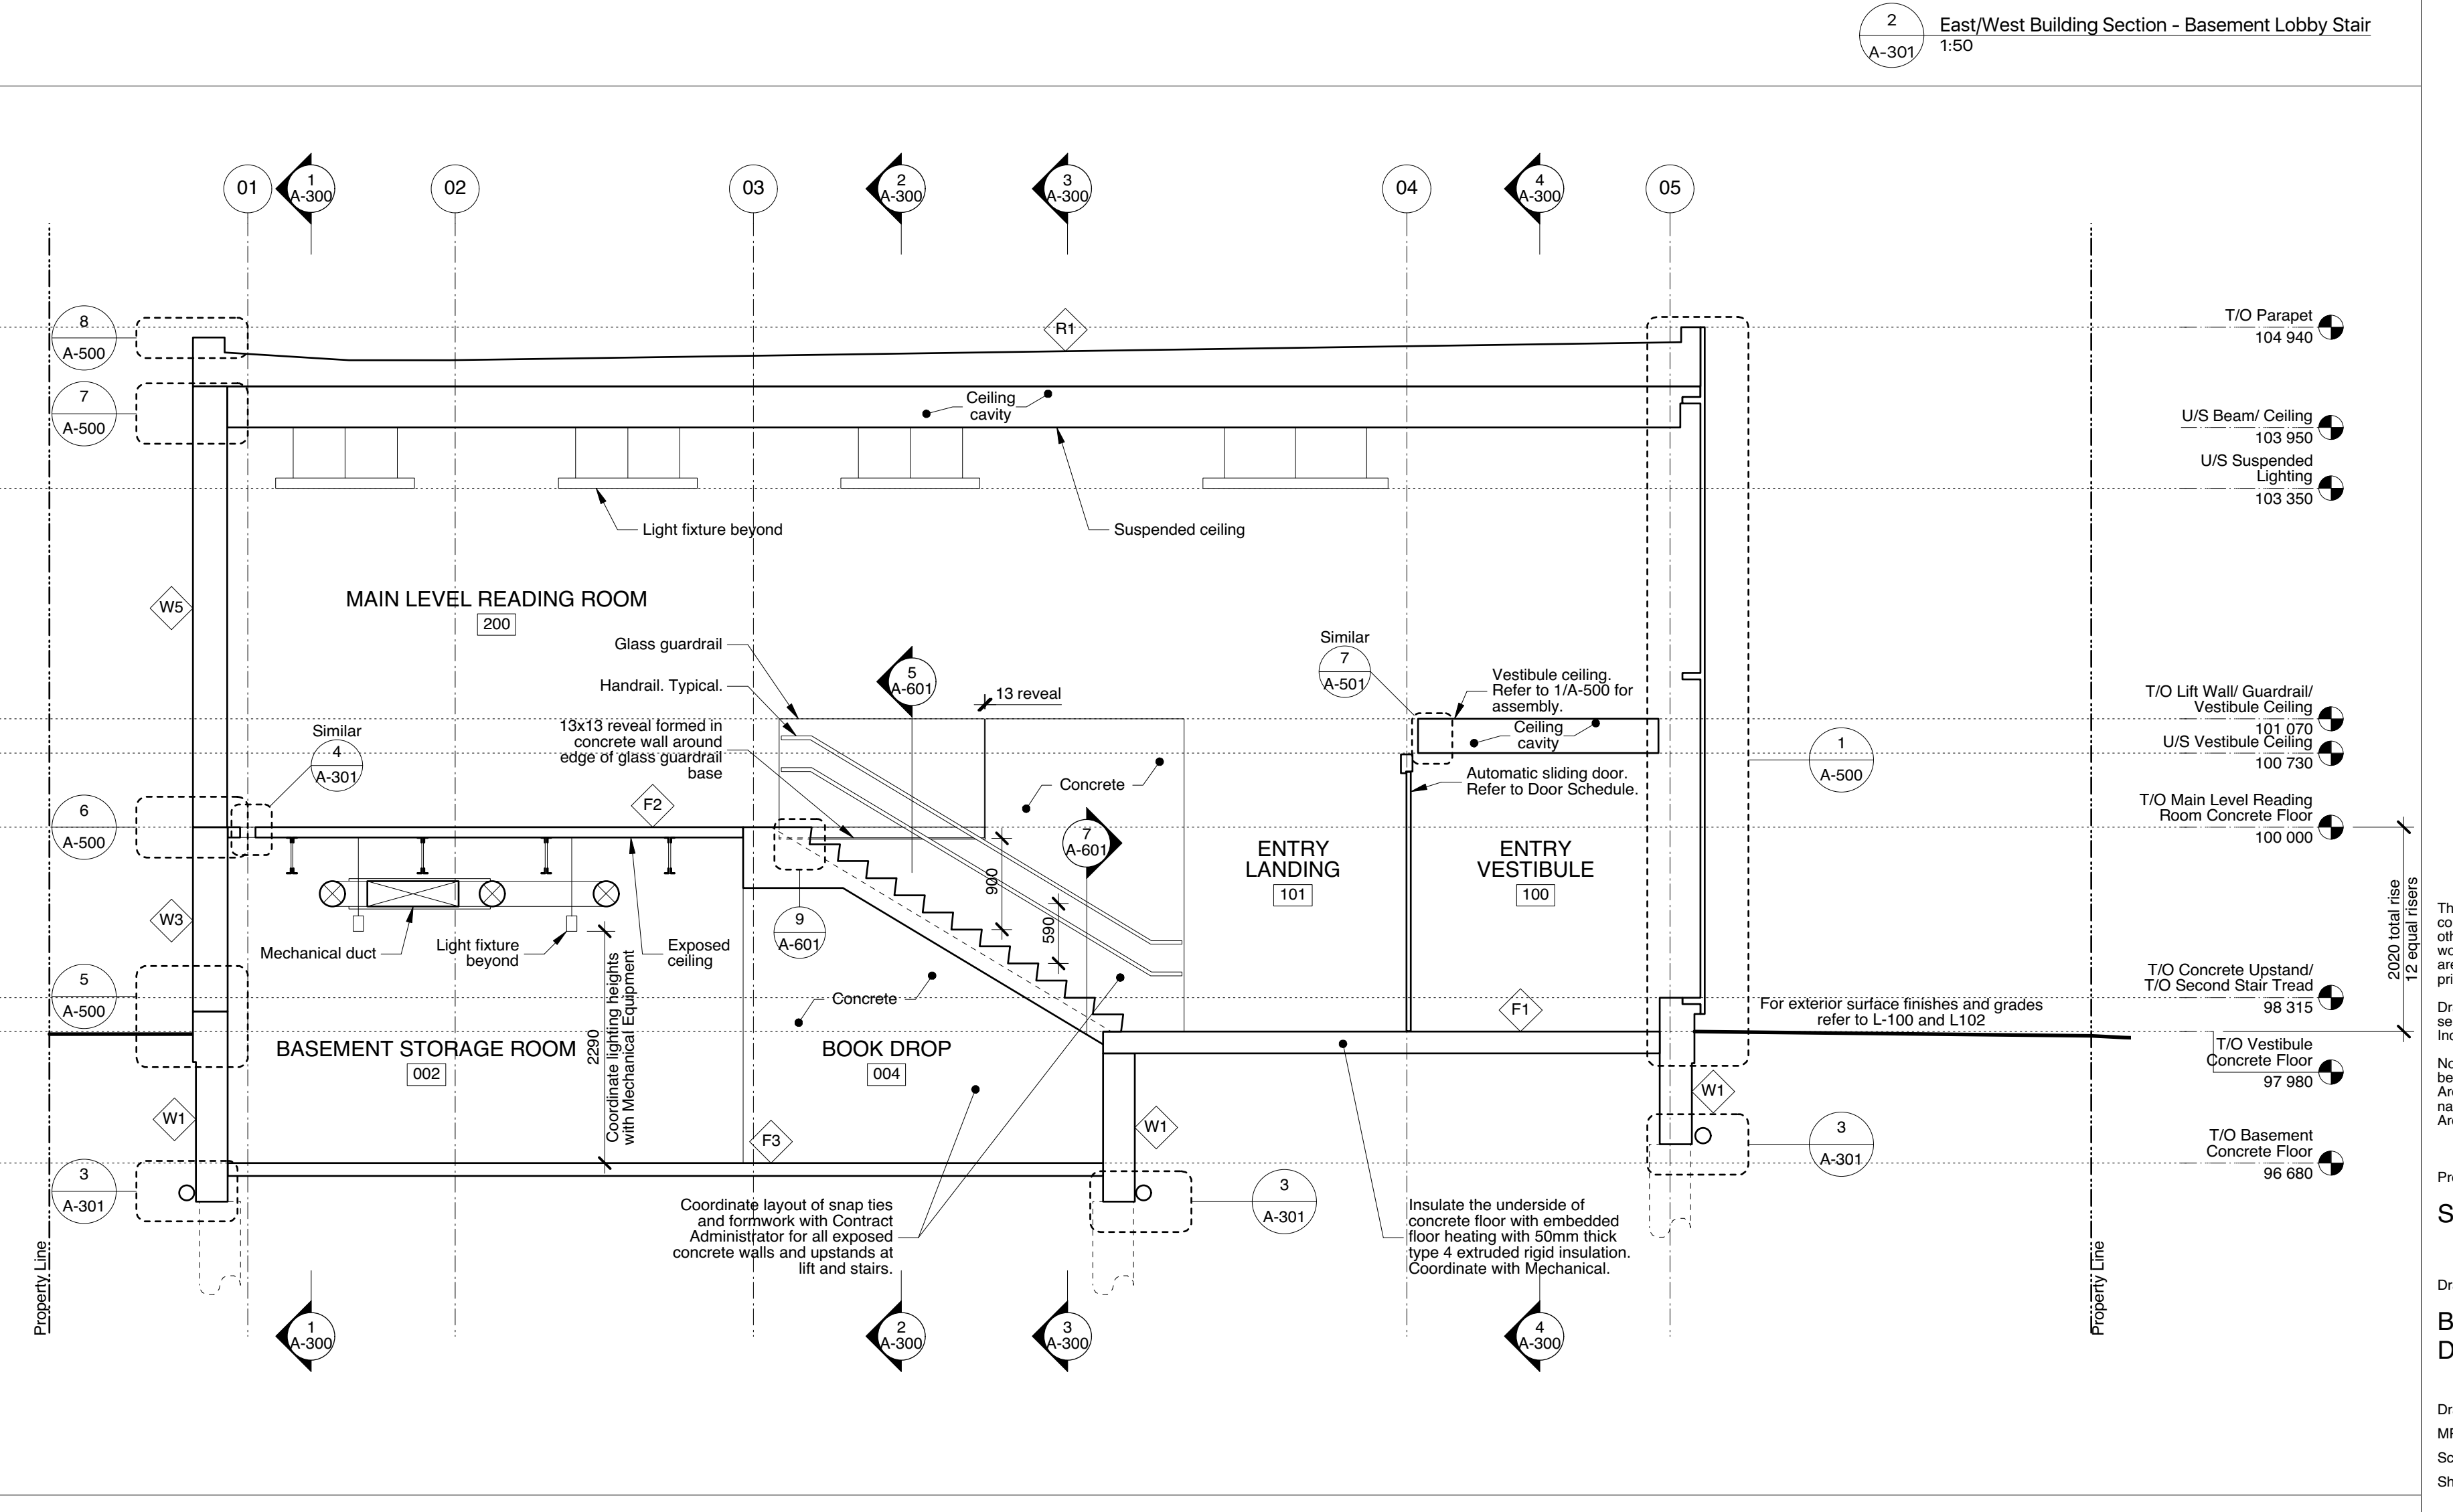 2
A-301
East/West Building Section - Basement Lobby Stair
1:50
01
1
A-300
02
03
2
A-300
3
A-300
04
4
A-300
05
8
A-500
R1
T/O Parapet
104 940
7
A-500
Ceiling
cavity
U/S Beam/ Ceiling
103 950
U/S Suspended
Lighting
103 350
Light fixture beyond
Suspended ceiling
W5
MAIN LEVEL READING ROOM
200
Glass guardrail
Handrail. Typical.
13x13 reveal formed in
concrete wall around
edge of glass guardrail
base
5
A-601
13 reveal
Similar
7
A-501
Vestibule ceiling.
Refer to 1/A-500 for
assembly.
Ceiling
cavity
T/O Lift Wall/ Guardrail/
Vestibule Ceiling
101 070
U/S Vestibule Ceiling
100 730
Similar
4
A-301
1
A-500
Concrete
Automatic sliding door.
Refer to Door Schedule.
6
A-500
F2
T/O Main Level Reading
Room Concrete Floor
100 000
7
A-601
ENTRY
LANDING
101
ENTRY
VESTIBULE
100
900
590
W3
Mechanical duct
Light fixture
beyond
Exposed
ceiling
9
A-601
2020 total rise
12 equal risers
5
A-500
Concrete
F1
For exterior surface finishes and grades
refer to L-100 and L102
T/O Concrete Upstand/
T/O Second Stair Tread
98 315
BASEMENT STORAGE ROOM
002
2290
Coordinate lighting heights
with Mechanical Equipment
BOOK DROP
004
T/O Vestibule
Concrete Floor
97 980
W1
F3
W1
W1
3
A-301
T/O Basement
Concrete Floor
96 680
3
A-301
3
A-301
Coordinate layout of snap ties
and formwork with Contract
Administrator for all exposed
concrete walls and upstands at
lift and stairs.
Insulate the underside of
concrete floor with embedded
floor heating with 50mm thick
type 4 extruded rigid insulation.
Coordinate with Mechanical.
Property Line
Property Line
1
A-300
2
A-300
3
A-300
4
A-300